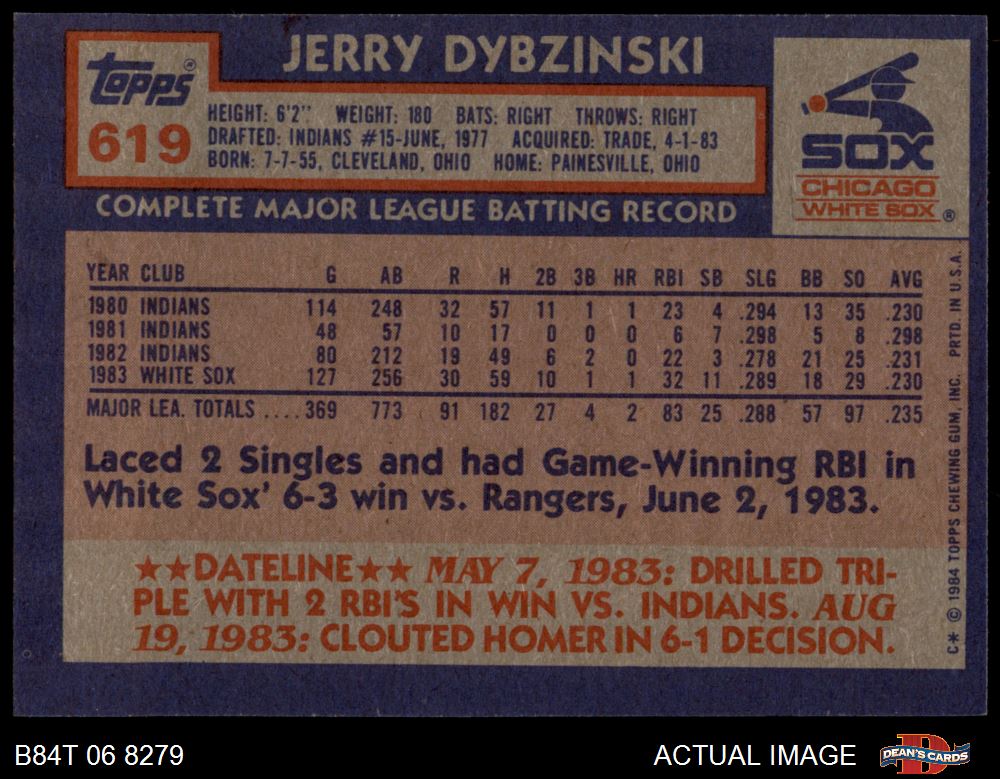 JERRY DYBZINSKI
TOPPS®
619
HEIGHT: 6'2" WEIGHT: 180 BATS: RIGHT THROWS: RIGHT
DRAFTED: INDIANS #15-JUNE, 1977 ACQUIRED: TRADE, 4-1-83
BORN: 7-7-55, CLEVELAND, OHIO HOME: PAINESVILLE, OHIO
SOX
CHICAGO
WHITE SOX ®
COMPLETE MAJOR LEAGUE BATTING RECORD
YEAR CLUB G AB R H 2B 3B HR RBI SB SLG BB SO AVG
1980 INDIANS 114 248 32 57 11 1 1 23 4 .294 13 35 .230
1981 INDIANS 48 57 10 17 0 0 0 6 7 .298 5 8 .298
1982 INDIANS 80 212 19 49 6 2 0 22 3 .278 21 25 .231
1983 WHITE SOX 127 256 30 59 10 1 1 32 11 .289 18 29 .230
MAJOR LEA. TOTALS .... 369 773 91 182 27 4 2 83 25 .288 57 97 .235
Laced 2 Singles and had Game-Winning RBI in
White Sox' 6-3 win vs. Rangers, June 2, 1983.
★★DATELINE★★ MAY 7, 1983: DRILLED TRI-
PLE WITH 2 RBI'S IN WIN VS. INDIANS. AUG
19, 1983: CLOUTED HOMER IN 6-1 DECISION.
C* © 1984 TOPPS CHEWING GUM, INC. PRTD. IN U.S.A.
B84T 06 8279
ACTUAL IMAGE
DEAN'S CARDS